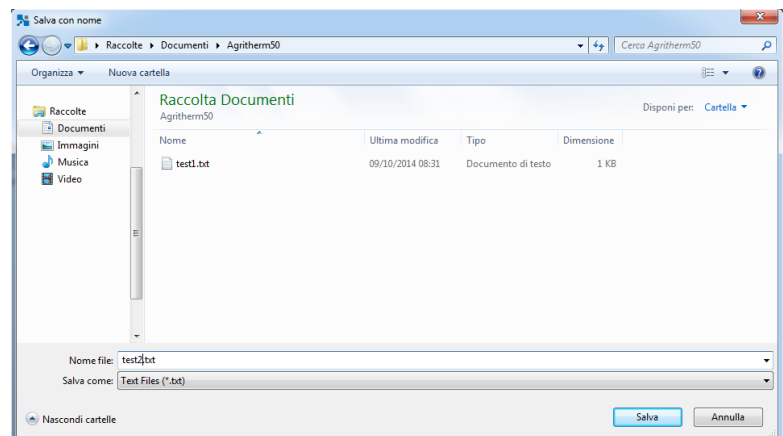 Salva con nome
Raccolte Documenti Agritherm50
Cerca Agritherm50
Organizza Nuova cartella
Raccolte
Documenti
Immagini
Musica
Video
Raccolta Documenti
Agritherm50
Disponi per: Cartella
Nome Ultima modifica Tipo Dimensione
test1.txt 09/10/2014 08:31 Documento di testo 1 KB
Nome file: test2.txt
Salva come: Text Files (*.txt)
Nascondi cartelle
Salva Annulla